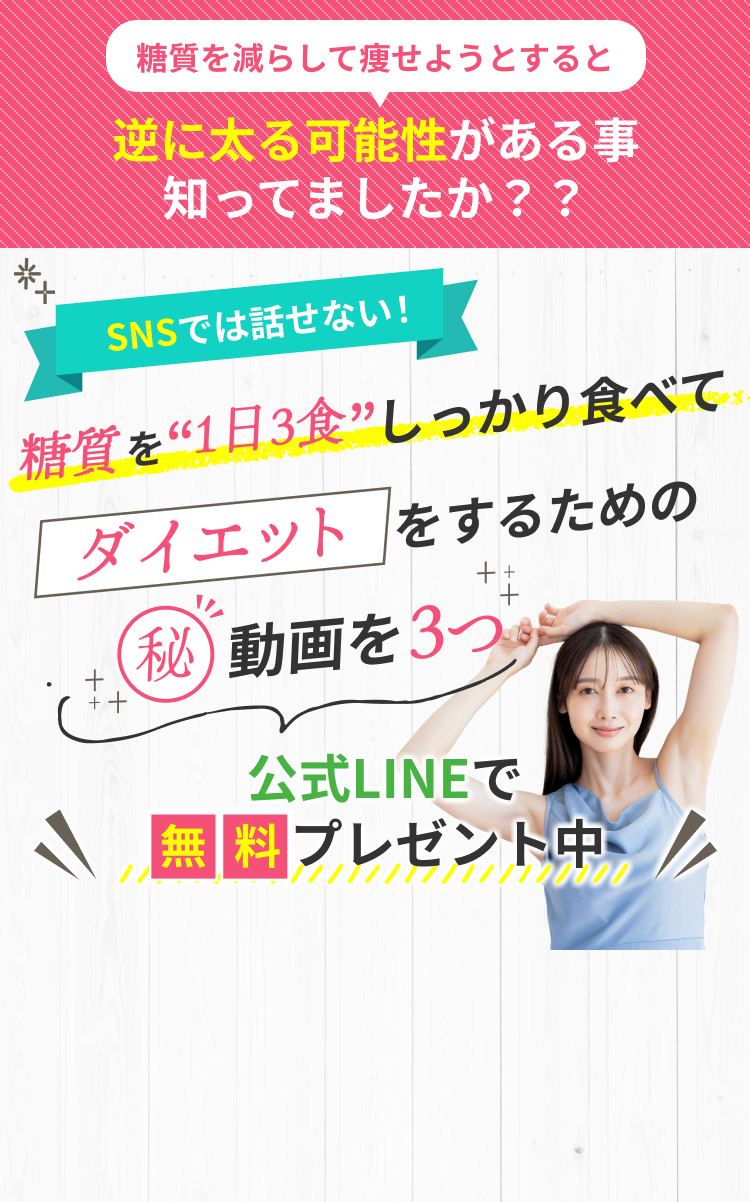 糖質を減らして痩せようとすると
逆に太る可能性がある事
知ってましたか？？
SNSでは話せない！
糖質を“1日3食”しっかり食べて
ダイエットをするための
㊙動画を3つ
公式LINEで
無料プレゼント中